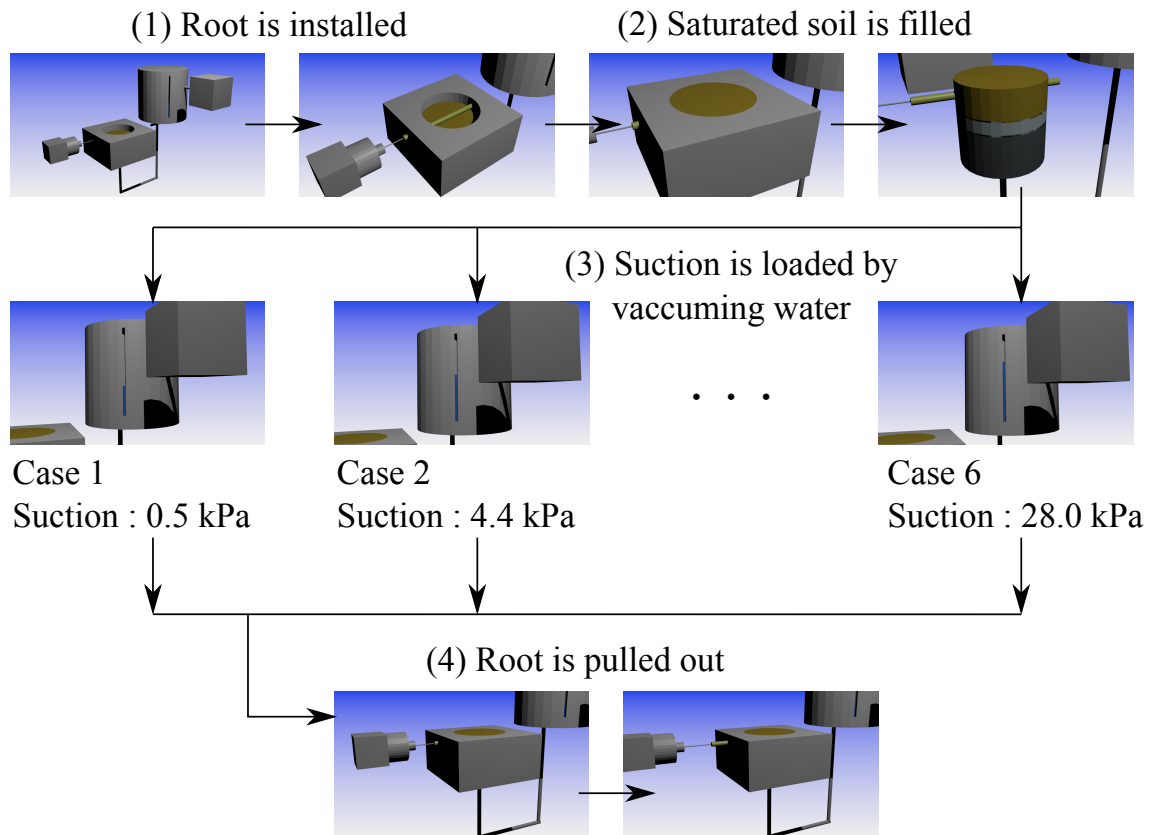 (1) Root is installed
(2) Saturated soil is filled
(3) Suction is loaded by
vaccuming water
. . .
Case 1
Suction : 0.5 kPa
Case 2
Suction : 4.4 kPa
Case 6
Suction : 28.0 kPa
(4) Root is pulled out